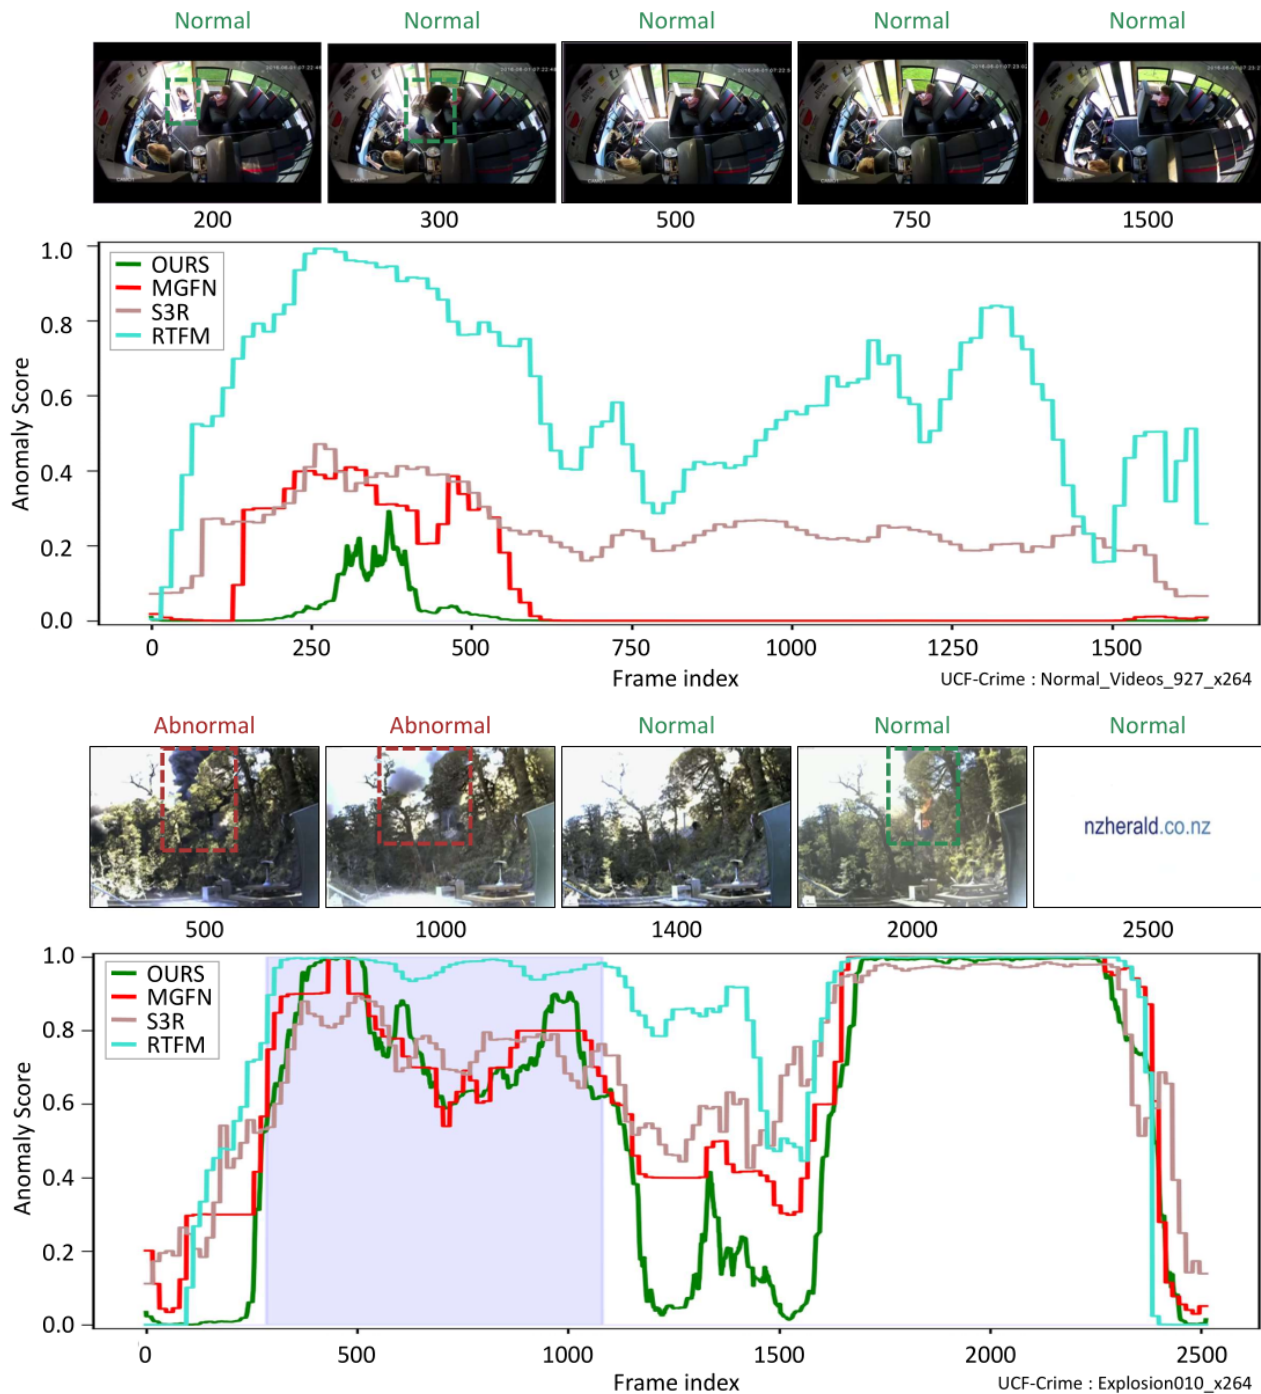 Normal Normal Normal Normal Normal
200 300 500 750 1500
1.0
0.8
0.6
0.4
0.2
0.0
Anomaly Score
OURS
MGFN
S3R
RTFM
0 250 500 750 1000 1250 1500
Frame index
UCF-Crime : Normal_Videos_927_x264
Abnormal Abnormal Normal Normal Normal
nzherald.co.nz
500 1000 1400 2000 2500
1.0
0.8
0.6
0.4
0.2
0.0
Anomaly Score
OURS
MGFN
S3R
RTFM
0 500 1000 1500 2000 2500
Frame index
UCF-Crime : Explosion010_x264